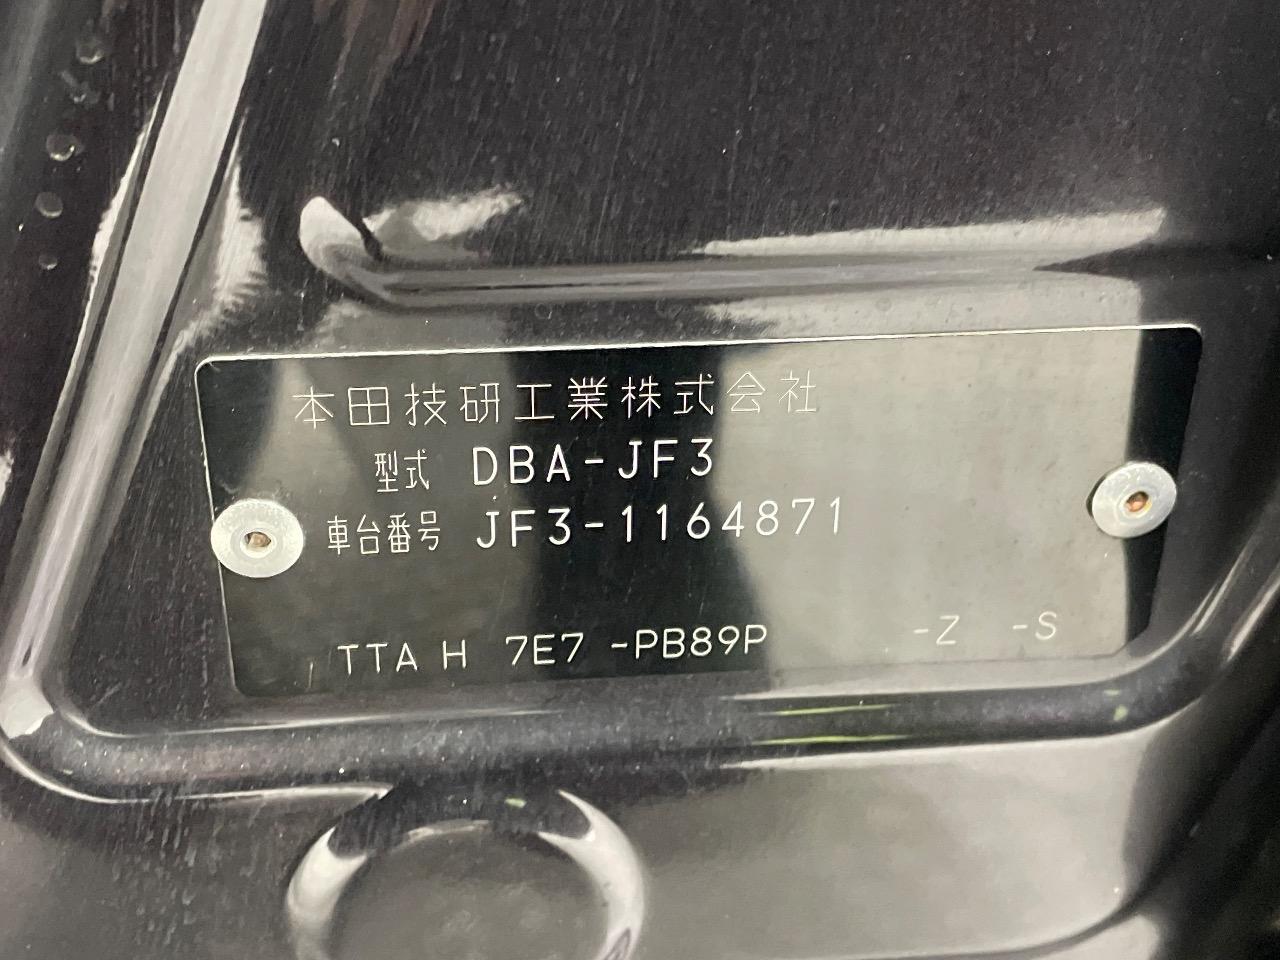 本田技研工業株式会社
型式 DBA-JF3
車台番号 JF3-1164871
TTA H 7E7 -PB89P -Z -S